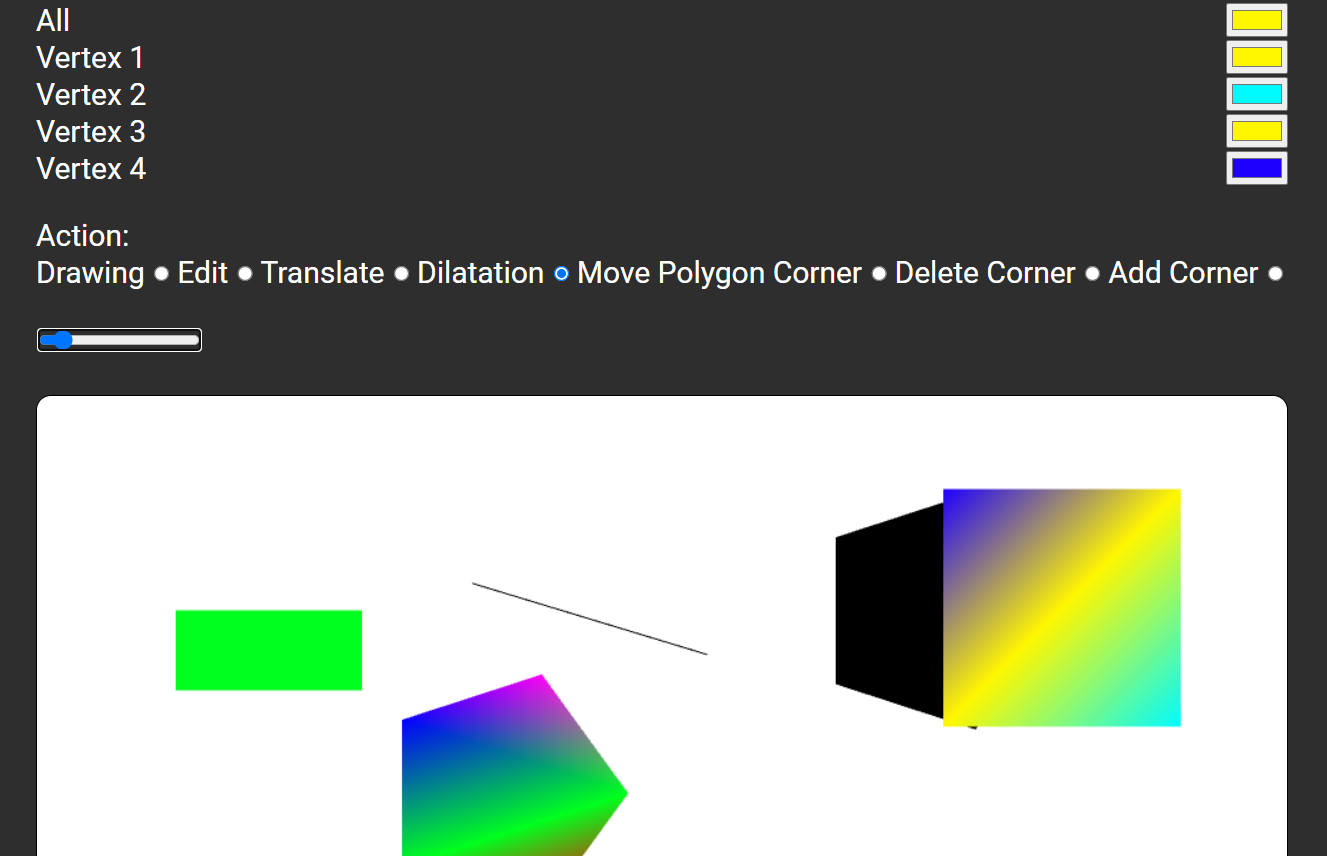 All
Vertex 1
Vertex 2
Vertex 3
Vertex 4
Action:
Drawing Edit Translate Dilatation Move Polygon Corner Delete Corner Add Corner